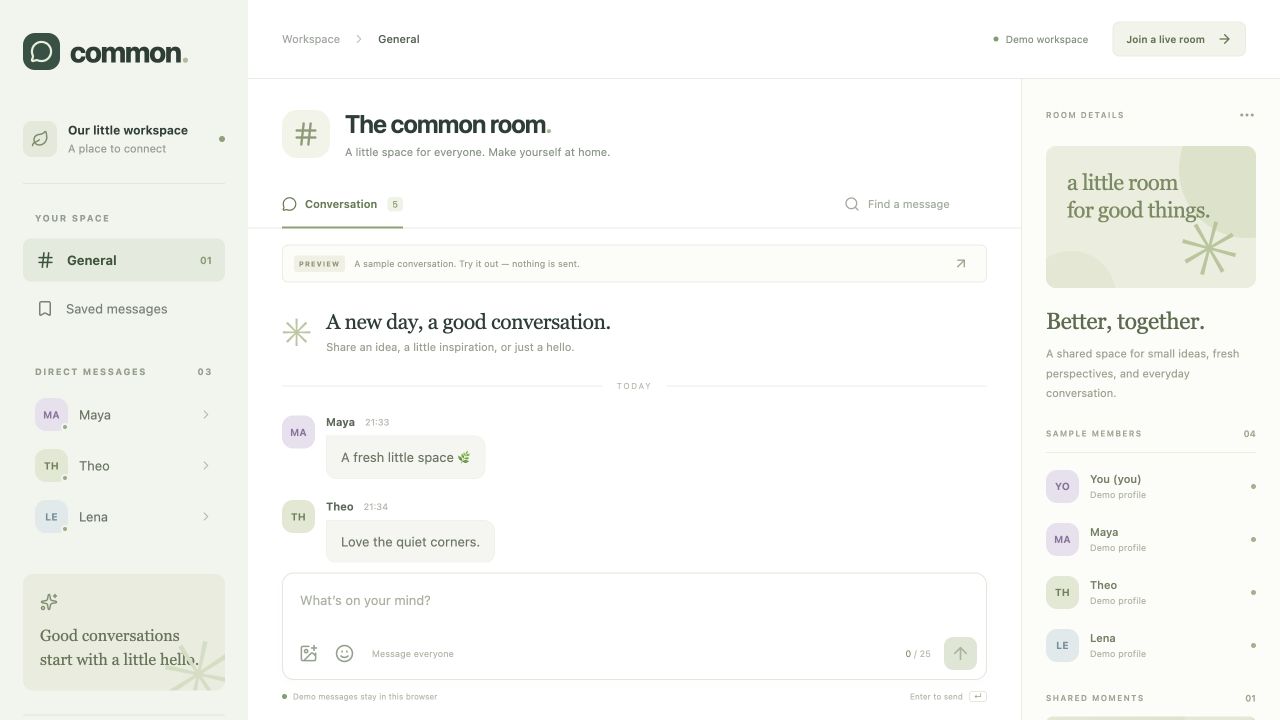 common.
Our little workspace
A place to connect
YOUR SPACE
General 01
Saved messages
DIRECT MESSAGES 03
MA Maya
TH Theo
LE Lena
Good conversations
start with a little hello.
Workspace General
Demo workspace
Join a live room
The common room.
A little space for everyone. Make yourself at home.
Conversation 5
Find a message
PREVIEW A sample conversation. Try it out — nothing is sent.
A new day, a good conversation.
Share an idea, a little inspiration, or just a hello.
TODAY
MA Maya 21:33
A fresh little space 🌿
TH Theo 21:34
Love the quiet corners.
What's on your mind?
Message everyone 0 / 25
Demo messages stay in this browser
Enter to send
ROOM DETAILS
a little room
for good things.
Better, together.
A shared space for small ideas, fresh
perspectives, and everyday
conversation.
SAMPLE MEMBERS 04
YO You (you)
Demo profile
MA Maya
Demo profile
TH Theo
Demo profile
LE Lena
Demo profile
SHARED MOMENTS 01